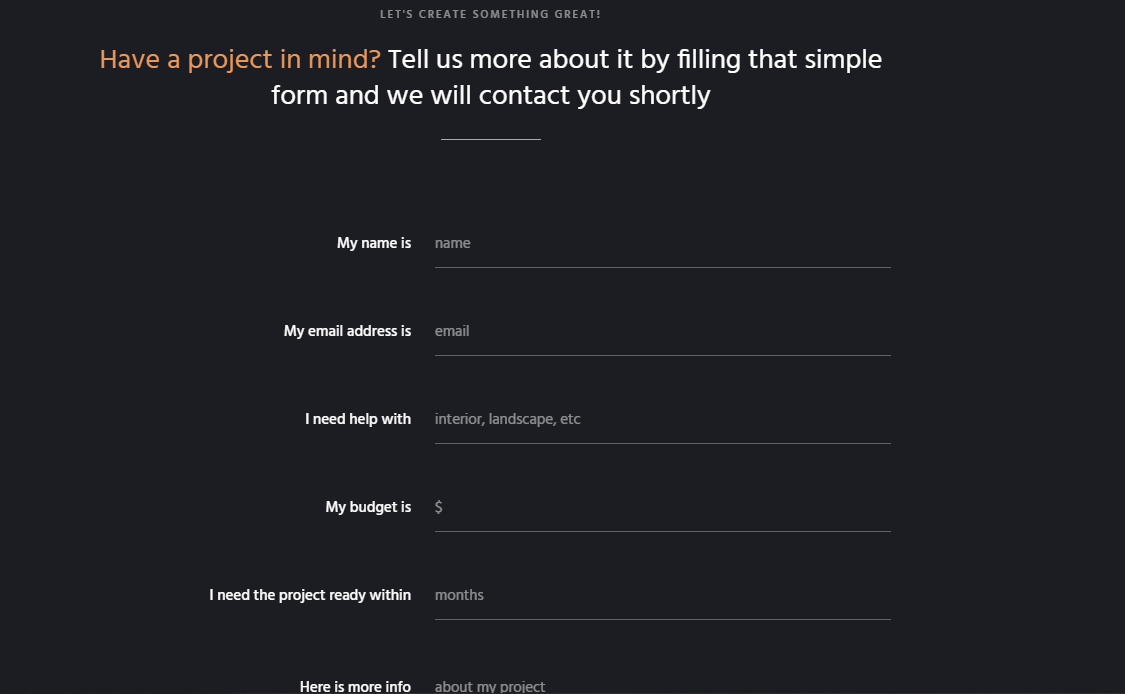 LET'S CREATE SOMETHING GREAT!
Have a project in mind? Tell us more about it by filling that simple
form and we will contact you shortly
My name is name
My email address is email
I need help with interior, landscape, etc
My budget is $
I need the project ready within months
Here is more info about my project